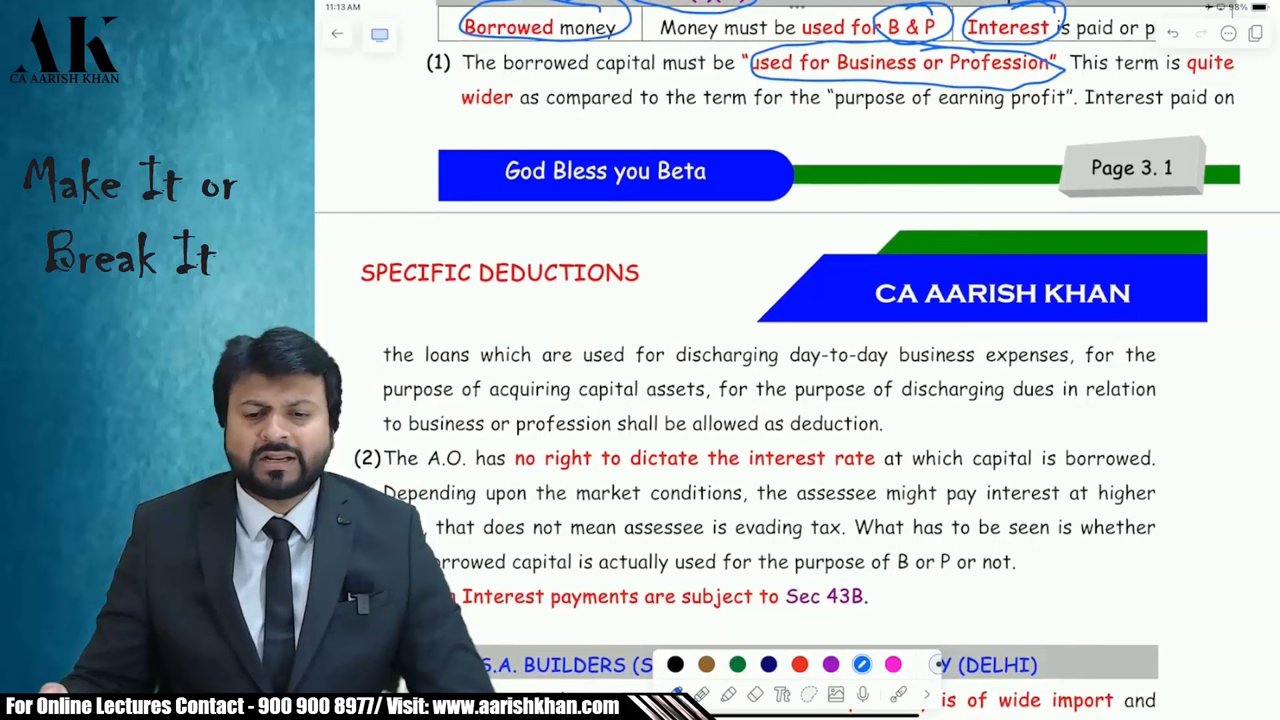 11:13 AM
98%
AK
CA AARISH KHAN
Make It or
Break It
Borrowed money
Money must be used for B & P
Interest is paid or p
(1) The borrowed capital must be "used for Business or Profession". This term is quite
wider as compared to the term for the "purpose of earning profit". Interest paid on
God Bless you Beta
Page 3. 1
SPECIFIC DEDUCTIONS
CA AARISH KHAN
the loans which are used for discharging day-to-day business expenses, for the
purpose of acquiring capital assets, for the purpose of discharging dues in relation
to business or profession shall be allowed as deduction.
(2) The A.O. has no right to dictate the interest rate at which capital is borrowed.
Depending upon the market conditions, the assessee might pay interest at higher
that does not mean assessee is evading tax. What has to be seen is whether
orrowed capital is actually used for the purpose of B or P or not.
Interest payments are subject to Sec 43B.
S.A. BUILDERS (S
Y (DELHI)
Tt
is of wide import and
For Online Lectures Contact - 900 900 8977/ Visit: www.aarishkhan.com